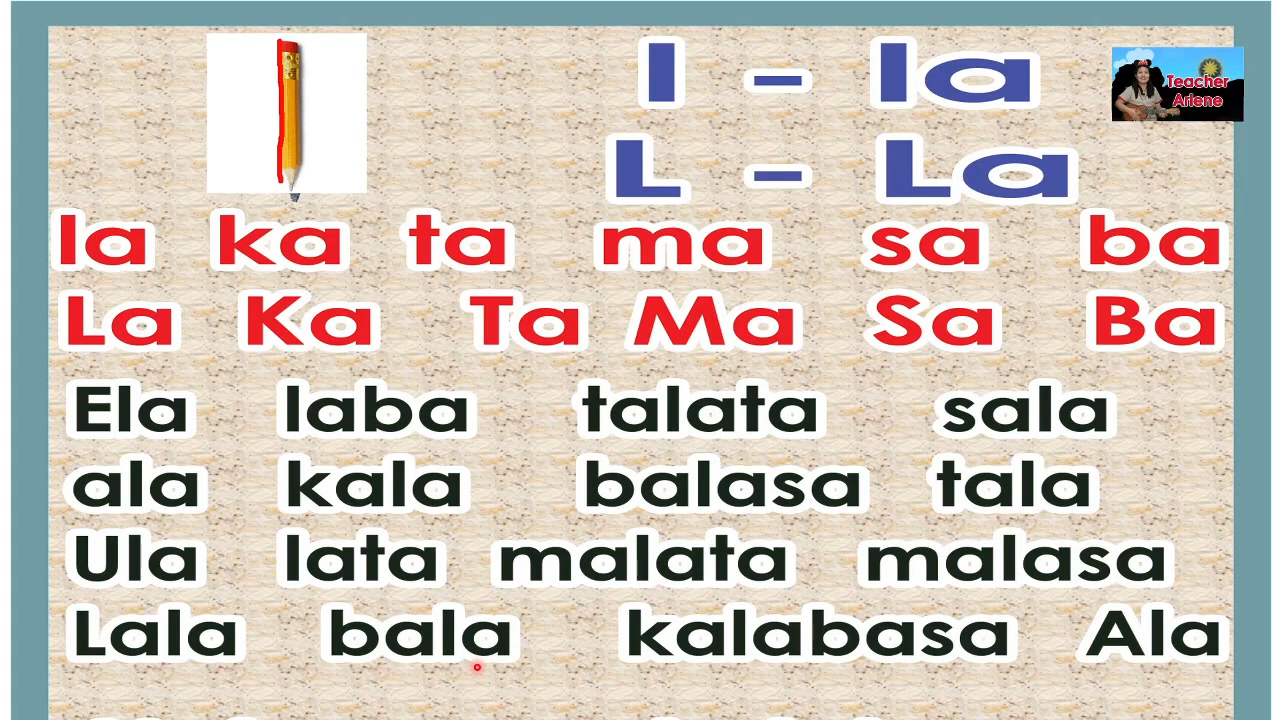 l - la
Teacher
Ariene
L - La
la ka ta ma sa ba
La Ka Ta Ma Sa Ba
Ela laba talata sala
ala kala balasa tala
Ula lata malata malasa
Lala bala kalabasa Ala